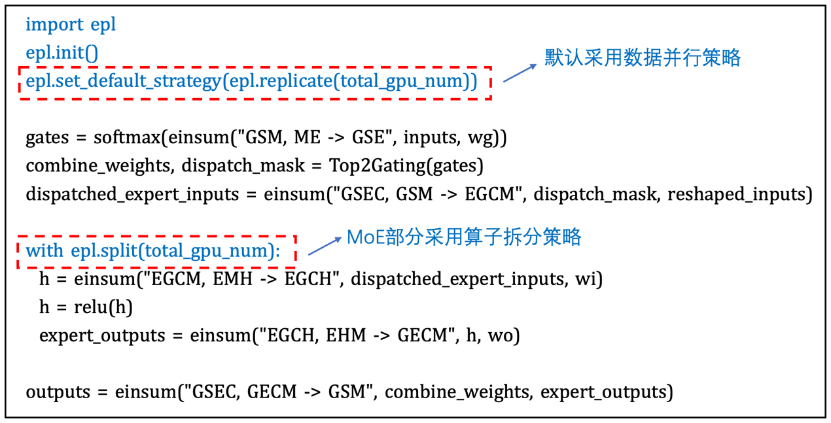 import epl
epl.init()
epl.set_default_strategy(epl.replicate(total_gpu_num))
默认采用数据并行策略
gates = softmax(einsum("GSM, ME -> GSE", inputs, wg))
combine_weights, dispatch_mask = Top2Gating(gates)
dispatched_expert_inputs = einsum("GSEC, GSM -> EGCM", dispatch_mask, reshaped_inputs)
with epl.split(total_gpu_num):
MoE部分采用算子拆分策略
h = einsum("EGCM, EMH -> EGCH", dispatched_expert_inputs, wi)
h = relu(h)
expert_outputs = einsum("EGCH, EHM -> GECM", h, wo)
outputs = einsum("GSEC, GECM -> GSM", combine_weights, expert_outputs)